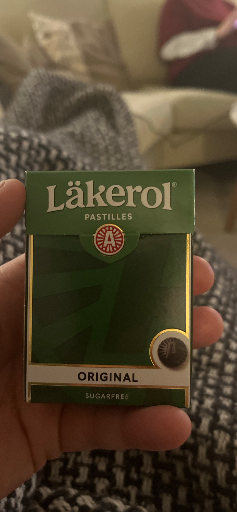 Läkerol®
PASTILLES
A
ORIGINAL
SUGARFREE